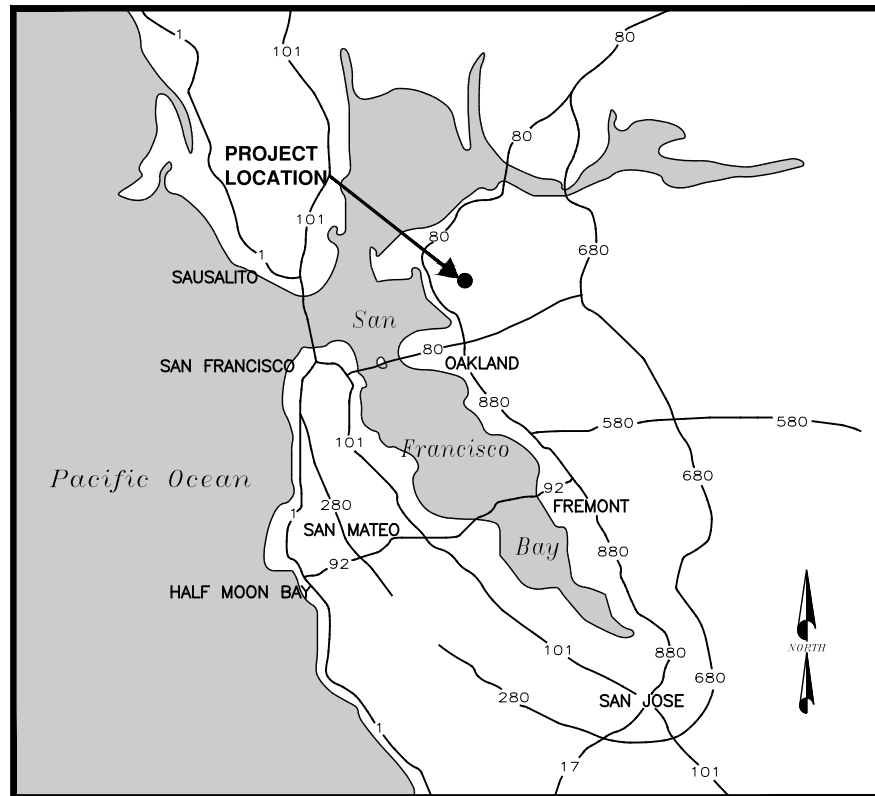 1
101
80
80
PROJECT
LOCATION
101
80
1
680
SAUSALITO
San
SAN FRANCISCO
80
OAKLAND
880
580
580
101
Francisco
Pacific Ocean
680
92
280
FREMONT
1
SAN MATEO
Bay
880
92
HALF MOON BAY
NORTH
101
880
680
280
SAN JOSE
1
17
101